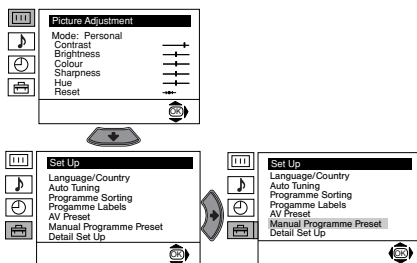 Picture Adjustment
Mode: Personal
Contrast
Brightness
Colour
Sharpness
Hue
Reset
OK
Set Up
Language/Country
Auto Tuning
Programme Sorting
Progamme Labels
AV Preset
Manual Programme Preset
Detail Set Up
OK
Set Up
Language/Country
Auto Tuning
Programme Sorting
Progamme Labels
AV Preset
Manual Programme Preset
Detail Set Up
OK